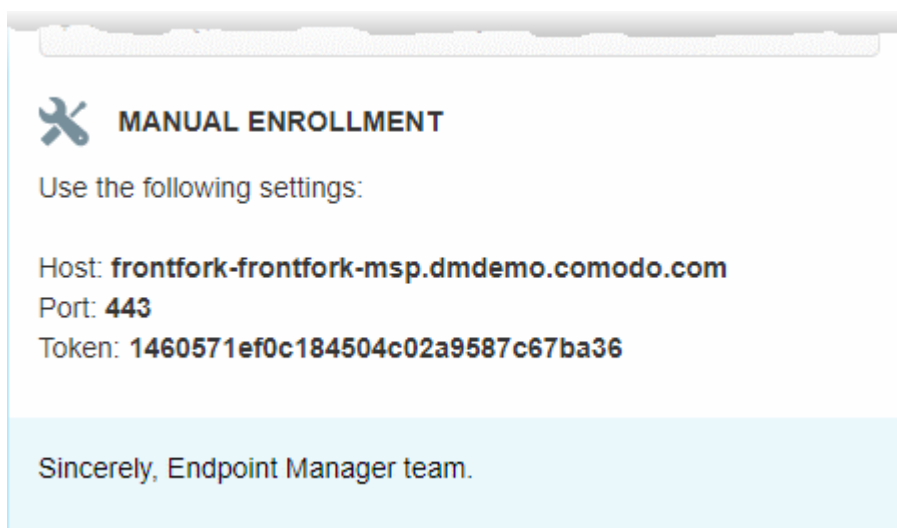 MANUAL ENROLLMENT
Use the following settings:
Host: frontfork-frontfork-msp.dmdemo.comodo.com
Port: 443
Token: 1460571ef0c184504c02a9587c67ba36
Sincerely, Endpoint Manager team.